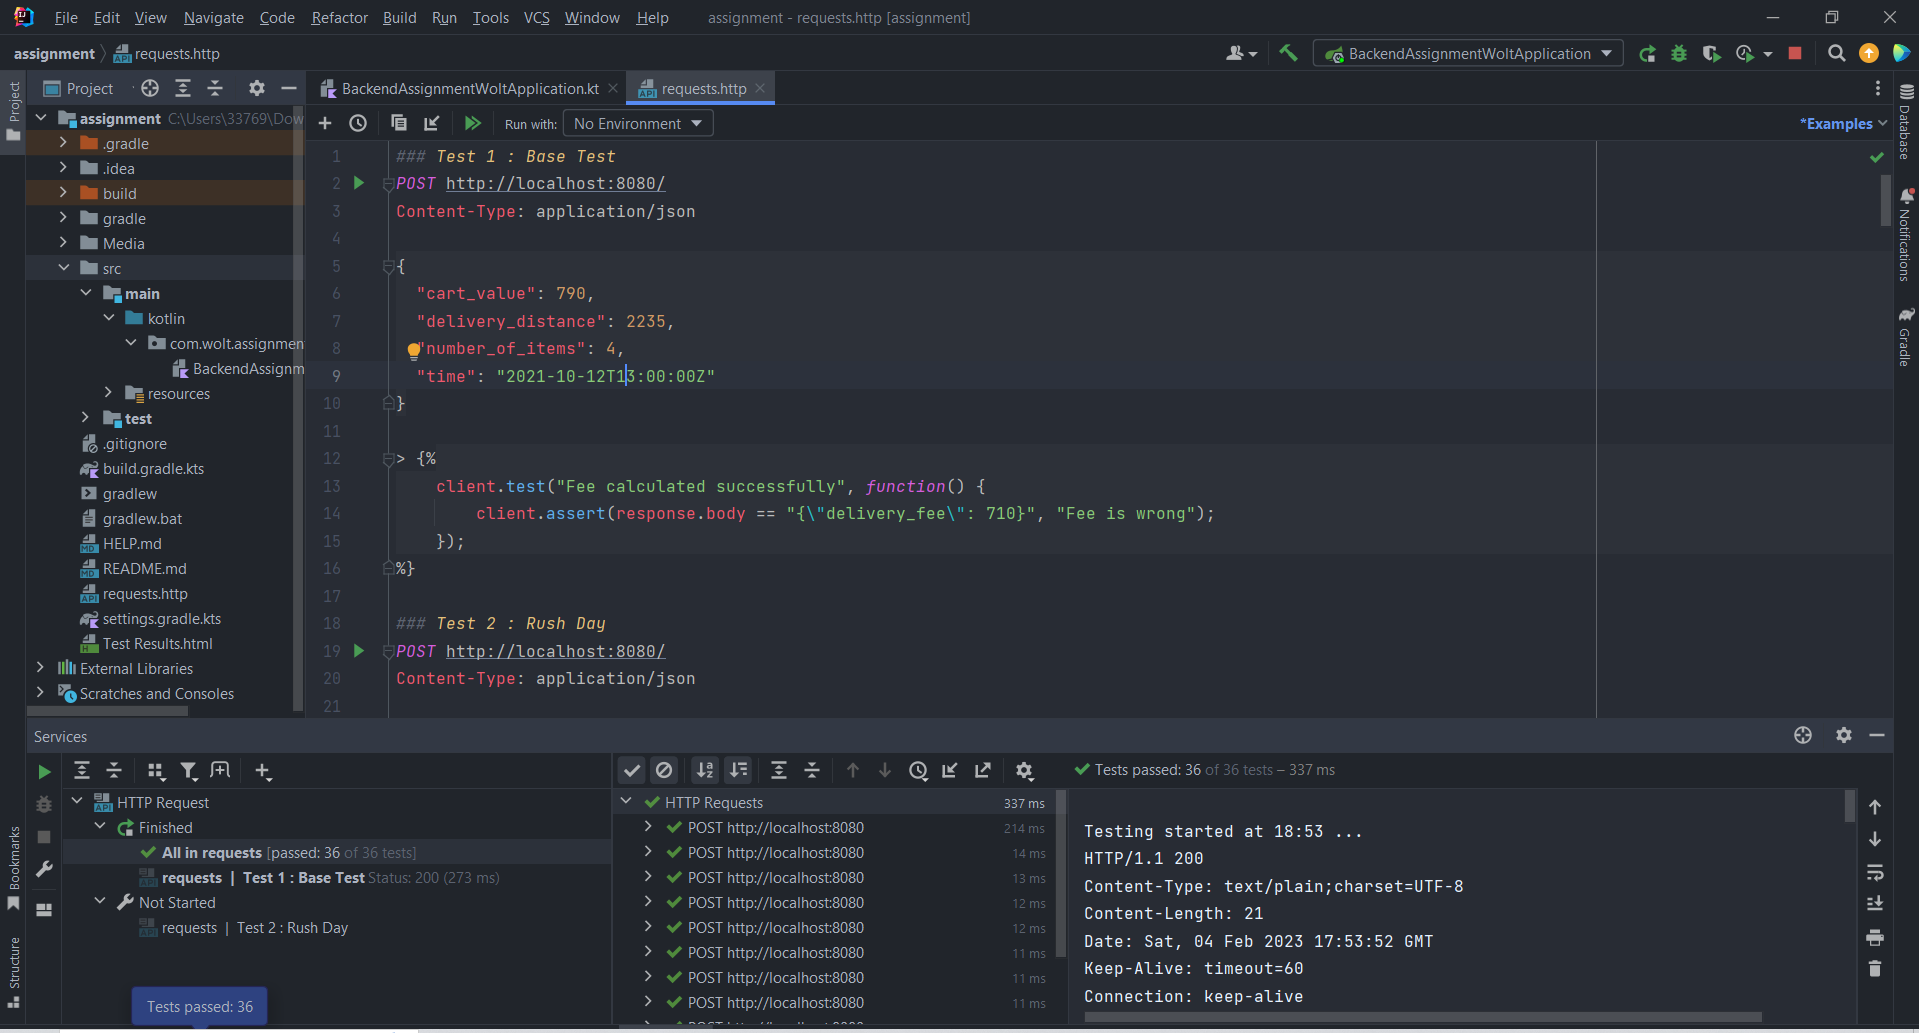 File Edit View Navigate Code Refactor Build Run Tools VCS Window Help assignment - requests.http [assignment]
assignment requests.http BackendAssignmentWoltApplication
Project
Project
BackendAssignmentWoltApplication.kt requests.http
assignment C:\Users\33769\Dow
.gradle
.idea
build
gradle
Media
src
main
kotlin
com.wolt.assignmen
BackendAssignm
resources
test
.gitignore
build.gradle.kts
gradlew
gradlew.bat
HELP.md
README.md
requests.http
settings.gradle.kts
Test Results.html
External Libraries
Scratches and Consoles
Run with: No Environment *Examples
1 ### Test 1 : Base Test
2 POST http://localhost:8080/
3 Content-Type: application/json
4
5 {
6 "cart_value": 790,
7 "delivery_distance": 2235,
8 "number_of_items": 4,
9 "time": "2021-10-12T13:00:00Z"
10 }
11
12 > {%
13 client.test("Fee calculated successfully", function() {
14 client.assert(response.body == "{\"delivery_fee\": 710}", "Fee is wrong");
15 });
16 %}
17
18 ### Test 2 : Rush Day
19 POST http://localhost:8080/
20 Content-Type: application/json
21
Database
Notifications
Gradle
Services
Bookmarks
Structure
HTTP Request
Finished
All in requests [passed: 36 of 36 tests]
requests | Test 1 : Base Test Status: 200 (273 ms)
Not Started
requests | Test 2 : Rush Day
Tests passed: 36
Tests passed: 36 of 36 tests – 337 ms
HTTP Requests 337 ms
POST http://localhost:8080 214 ms
POST http://localhost:8080 14 ms
POST http://localhost:8080 13 ms
POST http://localhost:8080 12 ms
POST http://localhost:8080 12 ms
POST http://localhost:8080 11 ms
POST http://localhost:8080 11 ms
POST http://localhost:8080 11 ms
Testing started at 18:53 ...
HTTP/1.1 200
Content-Type: text/plain;charset=UTF-8
Content-Length: 21
Date: Sat, 04 Feb 2023 17:53:52 GMT
Keep-Alive: timeout=60
Connection: keep-alive